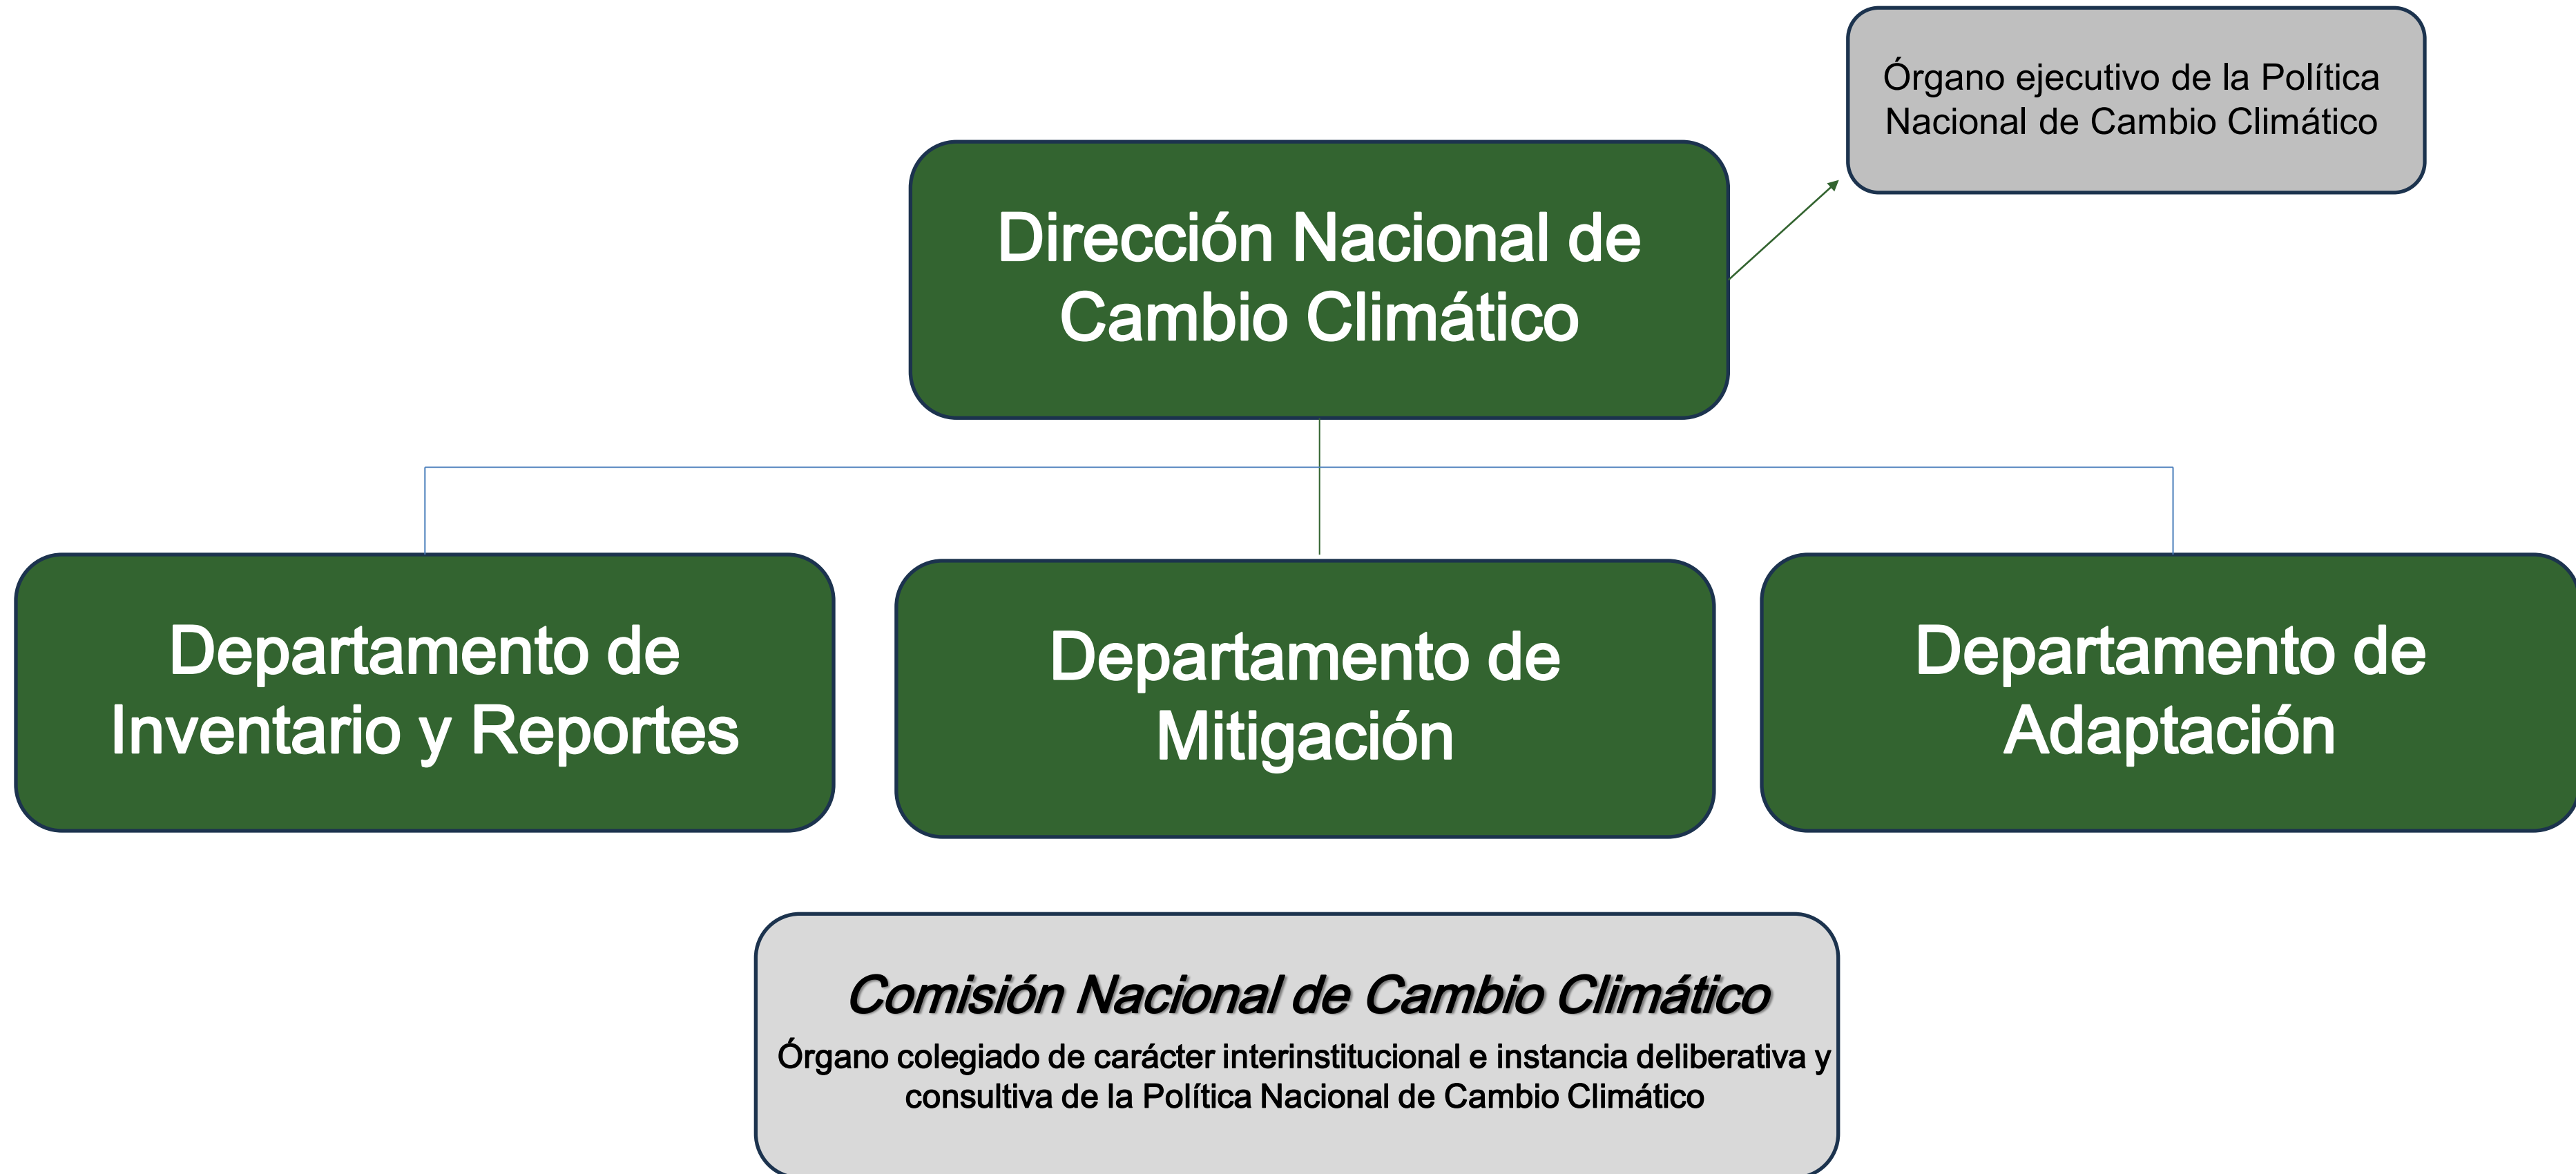 Órgano ejecutivo de la Política
Nacional de Cambio Climático
Dirección Nacional de
Cambio Climático
Departamento de
Inventario y Reportes
Departamento de
Mitigación
Departamento de
Adaptación
Comisión Nacional de Cambio Climático
Órgano colegiado de carácter interinstitucional e instancia deliberativa y
consultiva de la Política Nacional de Cambio Climático